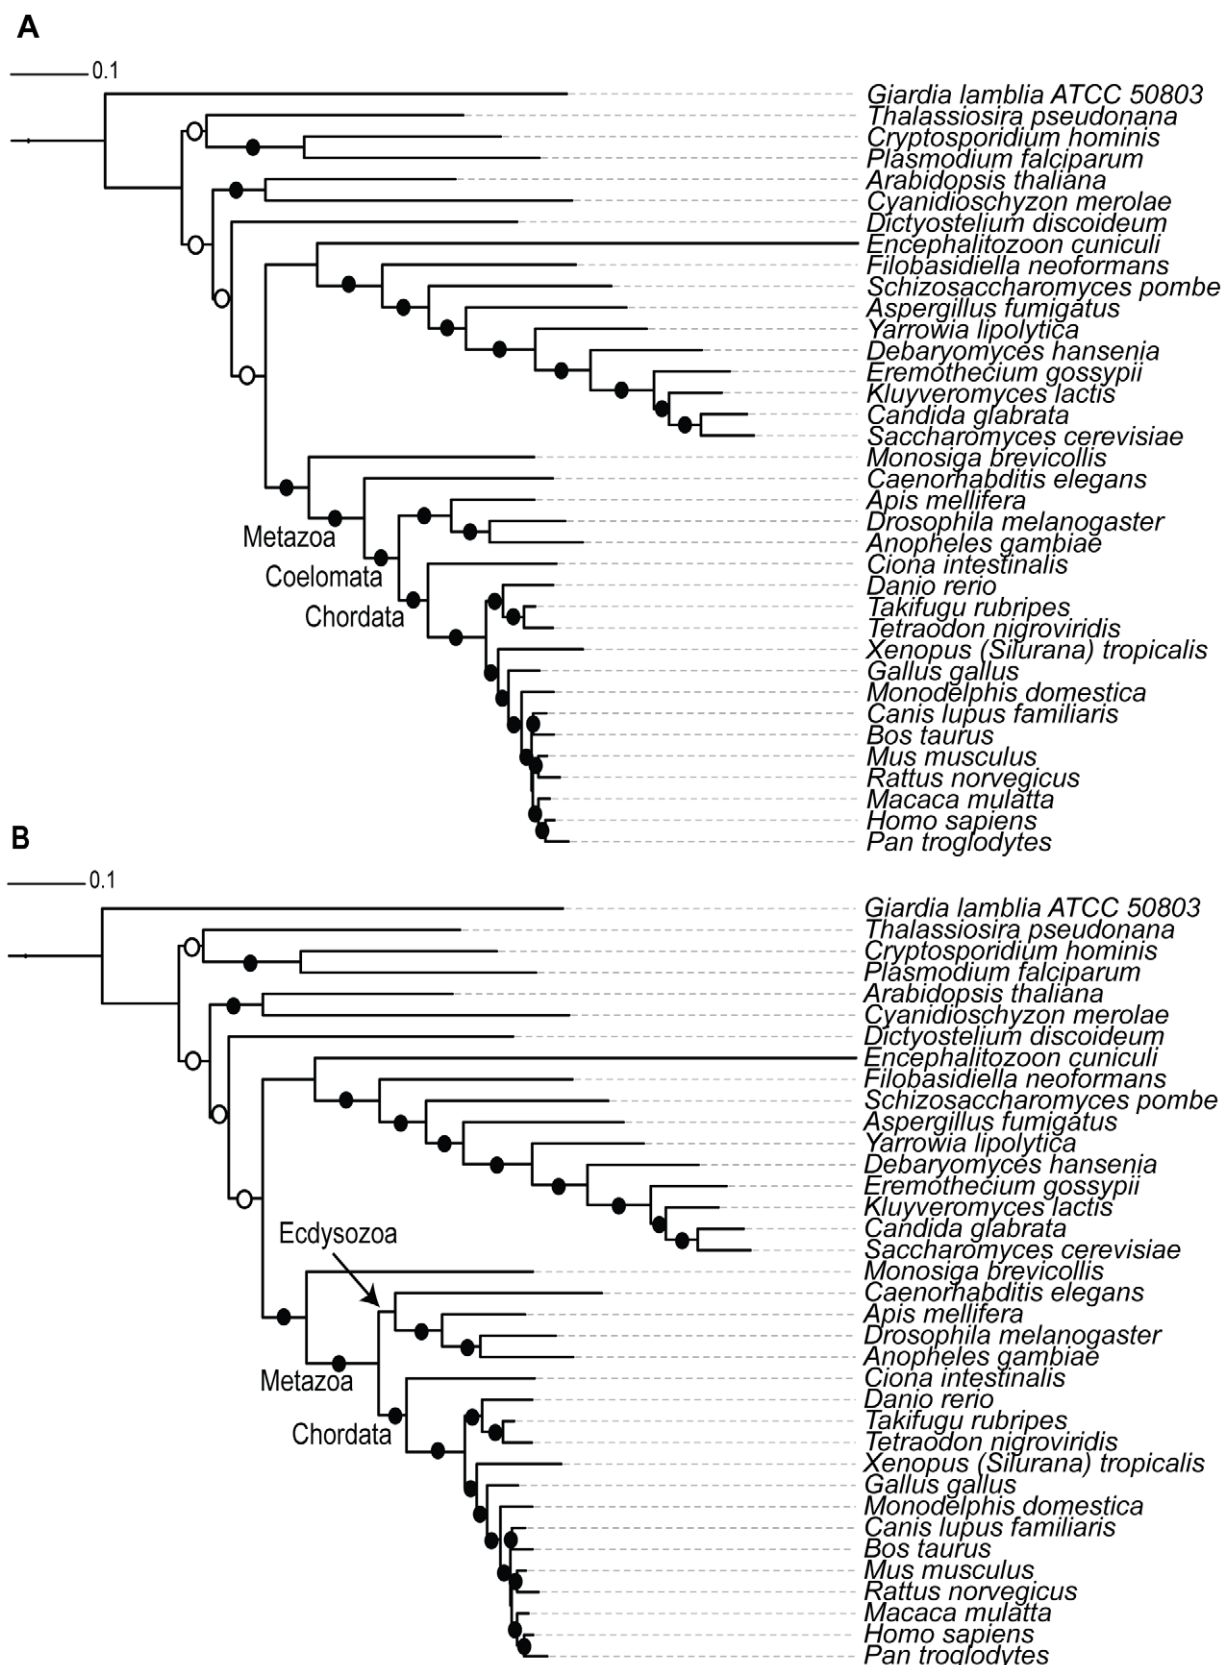 A
0.1
Giardia lamblia ATCC 50803
Thalassiosira pseudonana
Cryptosporidium hominis
Plasmodium falciparum
Arabidopsis thaliana
Cyanidioschyzon merolae
Dictyostelium discoideum
Encephalitozoon cuniculi
Filobasidiella neoformans
Schizosaccharomyces pombe
Aspergillus fumigatus
Yarrowia lipolytica
Debaryomyces hansenia
Eremothecium gossypii
Kluyveromyces lactis
Candida glabrata
Saccharomyces cerevisiae
Monosiga brevicollis
Caenorhabditis elegans
Apis mellifera
Drosophila melanogaster
Metazoa
Anopheles gambiae
Ciona intestinalis
Coelomata
Danio rerio
Takifugu rubripes
Chordata
Tetraodon nigroviridis
Xenopus (Silurana) tropicalis
Gallus gallus
Monodelphis domestica
Canis lupus familiaris
Bos taurus
Mus musculus
Rattus norvegicus
Macaca mulatta
Homo sapiens
Pan troglodytes
B
0.1
Giardia lamblia ATCC 50803
Thalassiosira pseudonana
Cryptosporidium hominis
Plasmodium falciparum
Arabidopsis thaliana
Cyanidioschyzon merolae
Dictyostelium discoideum
Encephalitozoon cuniculi
Filobasidiella neoformans
Schizosaccharomyces pombe
Aspergillus fumigatus
Yarrowia lipolytica
Debaryomyces hansenia
Eremothecium gossypii
Kluyveromyces lactis
Candida glabrata
Ecdysozoa
Saccharomyces cerevisiae
Monosiga brevicollis
Caenorhabditis elegans
Apis mellifera
Drosophila melanogaster
Anopheles gambiae
Metazoa
Ciona intestinalis
Danio rerio
Takifugu rubripes
Chordata
Tetraodon nigroviridis
Xenopus (Silurana) tropicalis
Gallus gallus
Monodelphis domestica
Canis lupus familiaris
Bos taurus
Mus musculus
Rattus norvegicus
Macaca mulatta
Homo sapiens
Pan troglodytes